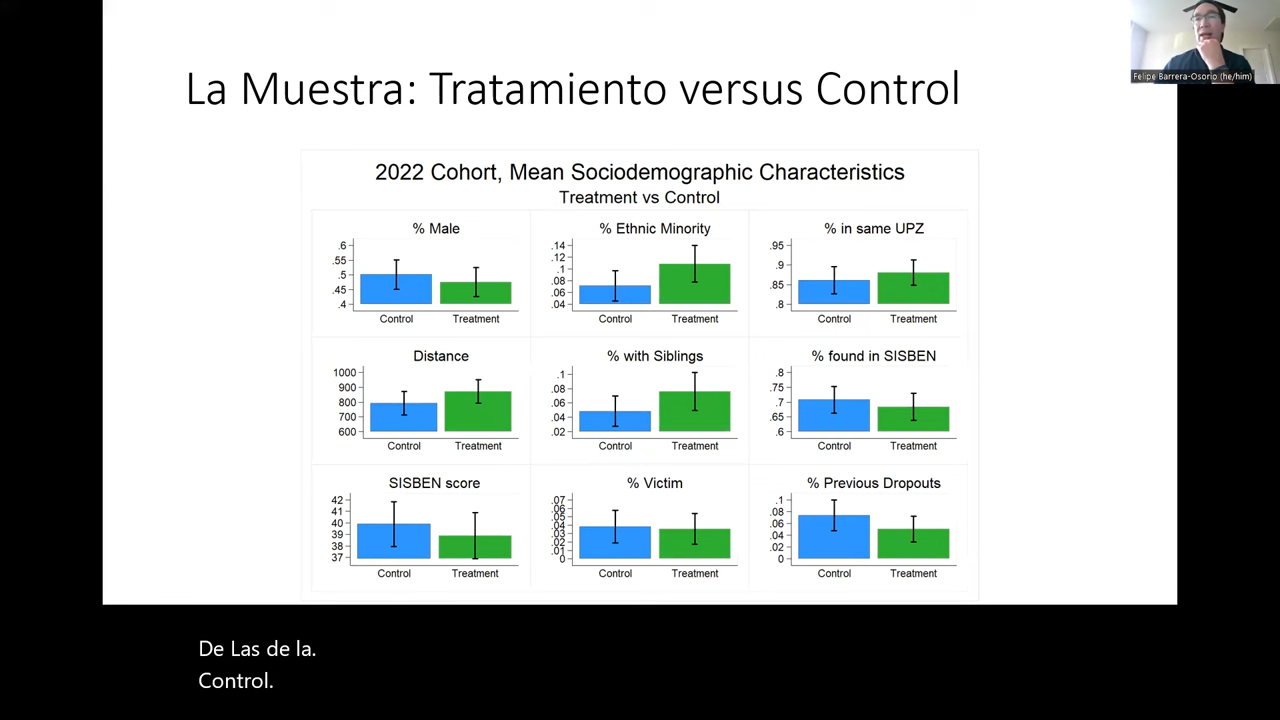 Felipe Barrera-Osorio (he/him)
La Muestra: Tratamiento versus Control
2022 Cohort, Mean Sociodemographic Characteristics
Treatment vs Control
% Male
.6
.55
.5
.45
.4
Control Treatment
% Ethnic Minority
.14
.12
.1
.08
.06
.04
Control Treatment
% in same UPZ
.95
.9
.85
.8
Control Treatment
Distance
1000
900
800
700
600
Control Treatment
% with Siblings
.1
.08
.06
.04
.02
Control Treatment
% found in SISBEN
.8
.75
.7
.65
.6
Control Treatment
SISBEN score
42
41
40
39
38
37
Control Treatment
% Victim
.07
.06
.05
.04
.03
.02
.01
0
Control Treatment
% Previous Dropouts
.1
.08
.06
.04
.02
0
Control Treatment
De Las de la.
Control.